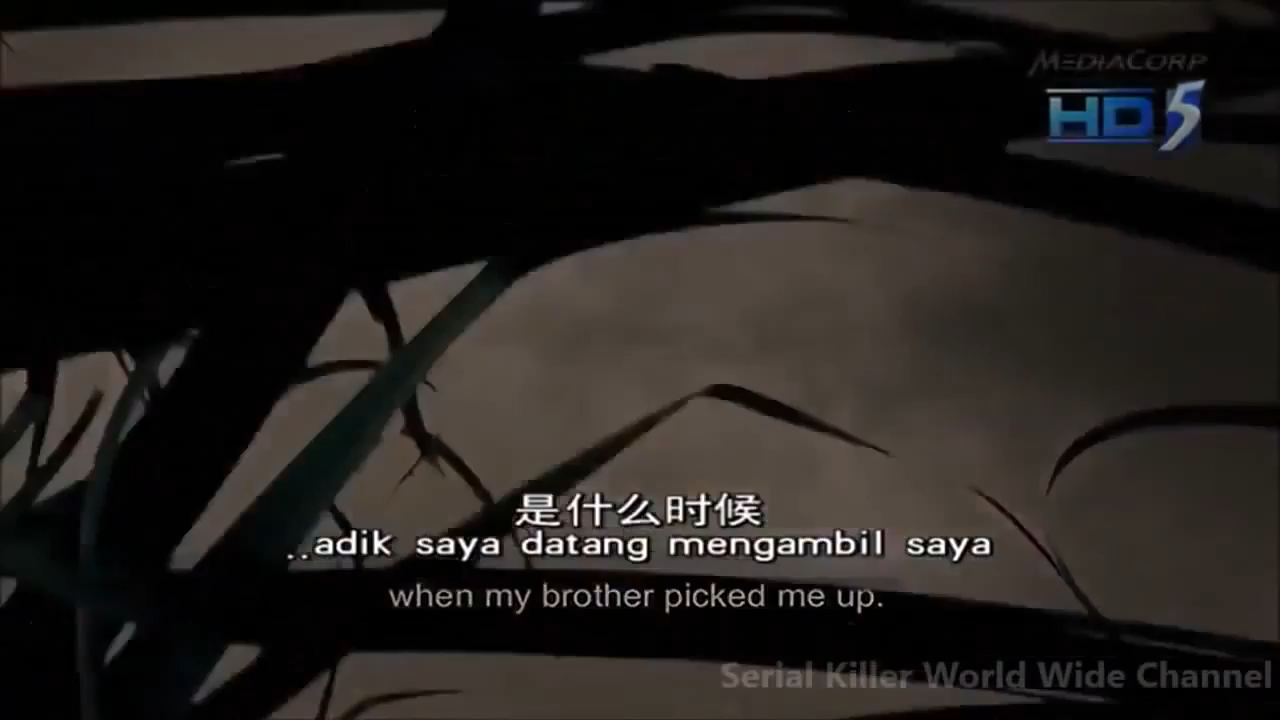 MEDIACORP
HD5
是什么时候
..adik saya datang mengambil saya
when my brother picked me up.
Serial Killer World Wide Channel